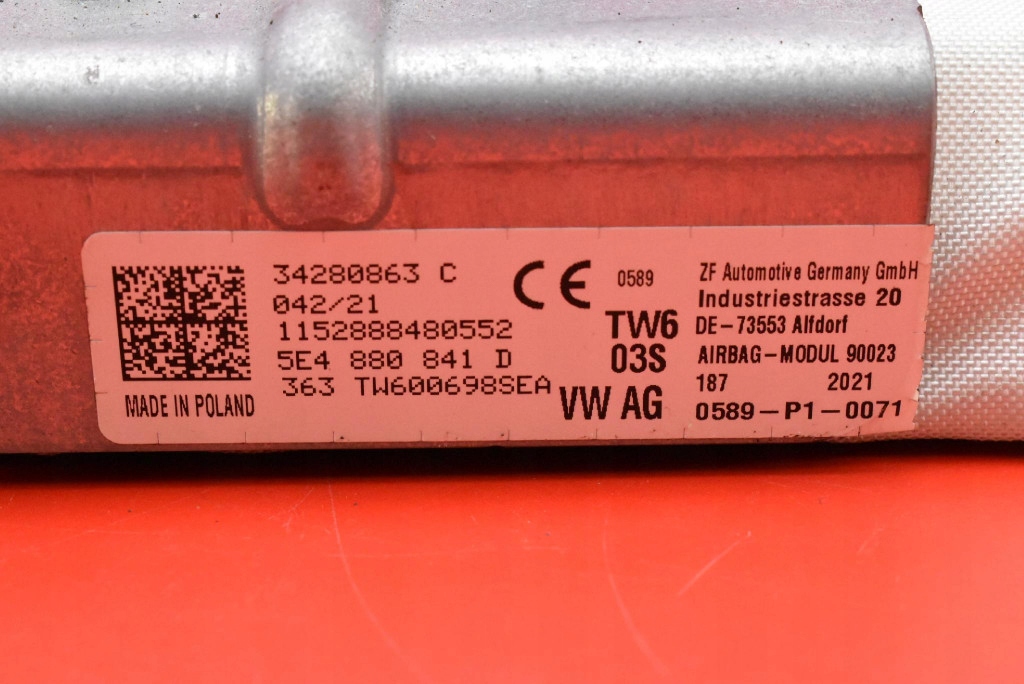 34280863 C
042/21
1152888480552
5E4 880 841 D
363 TW600698SEA
MADE IN POLAND
CE 0589
TW6
03S
VW AG
ZF Automotive Germany GmbH
Industriestrasse 20
DE-73553 Alfdorf
AIRBAG-MODUL 90023
187 2021
0589-P1-0071